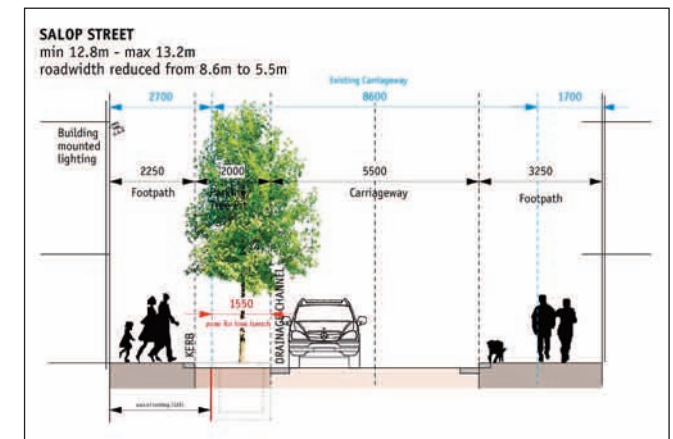 SALOP STREET
min 12.8m - max 13.2m
roadwidth reduced from 8.6m to 5.5m
Existing Carriageway
2700
8600
1700
Building
mounted
lighting
2250
2000
5500
3250
Footpath
Carriageway
Footpath
1550
KERB
DRAINAGE CHANNEL